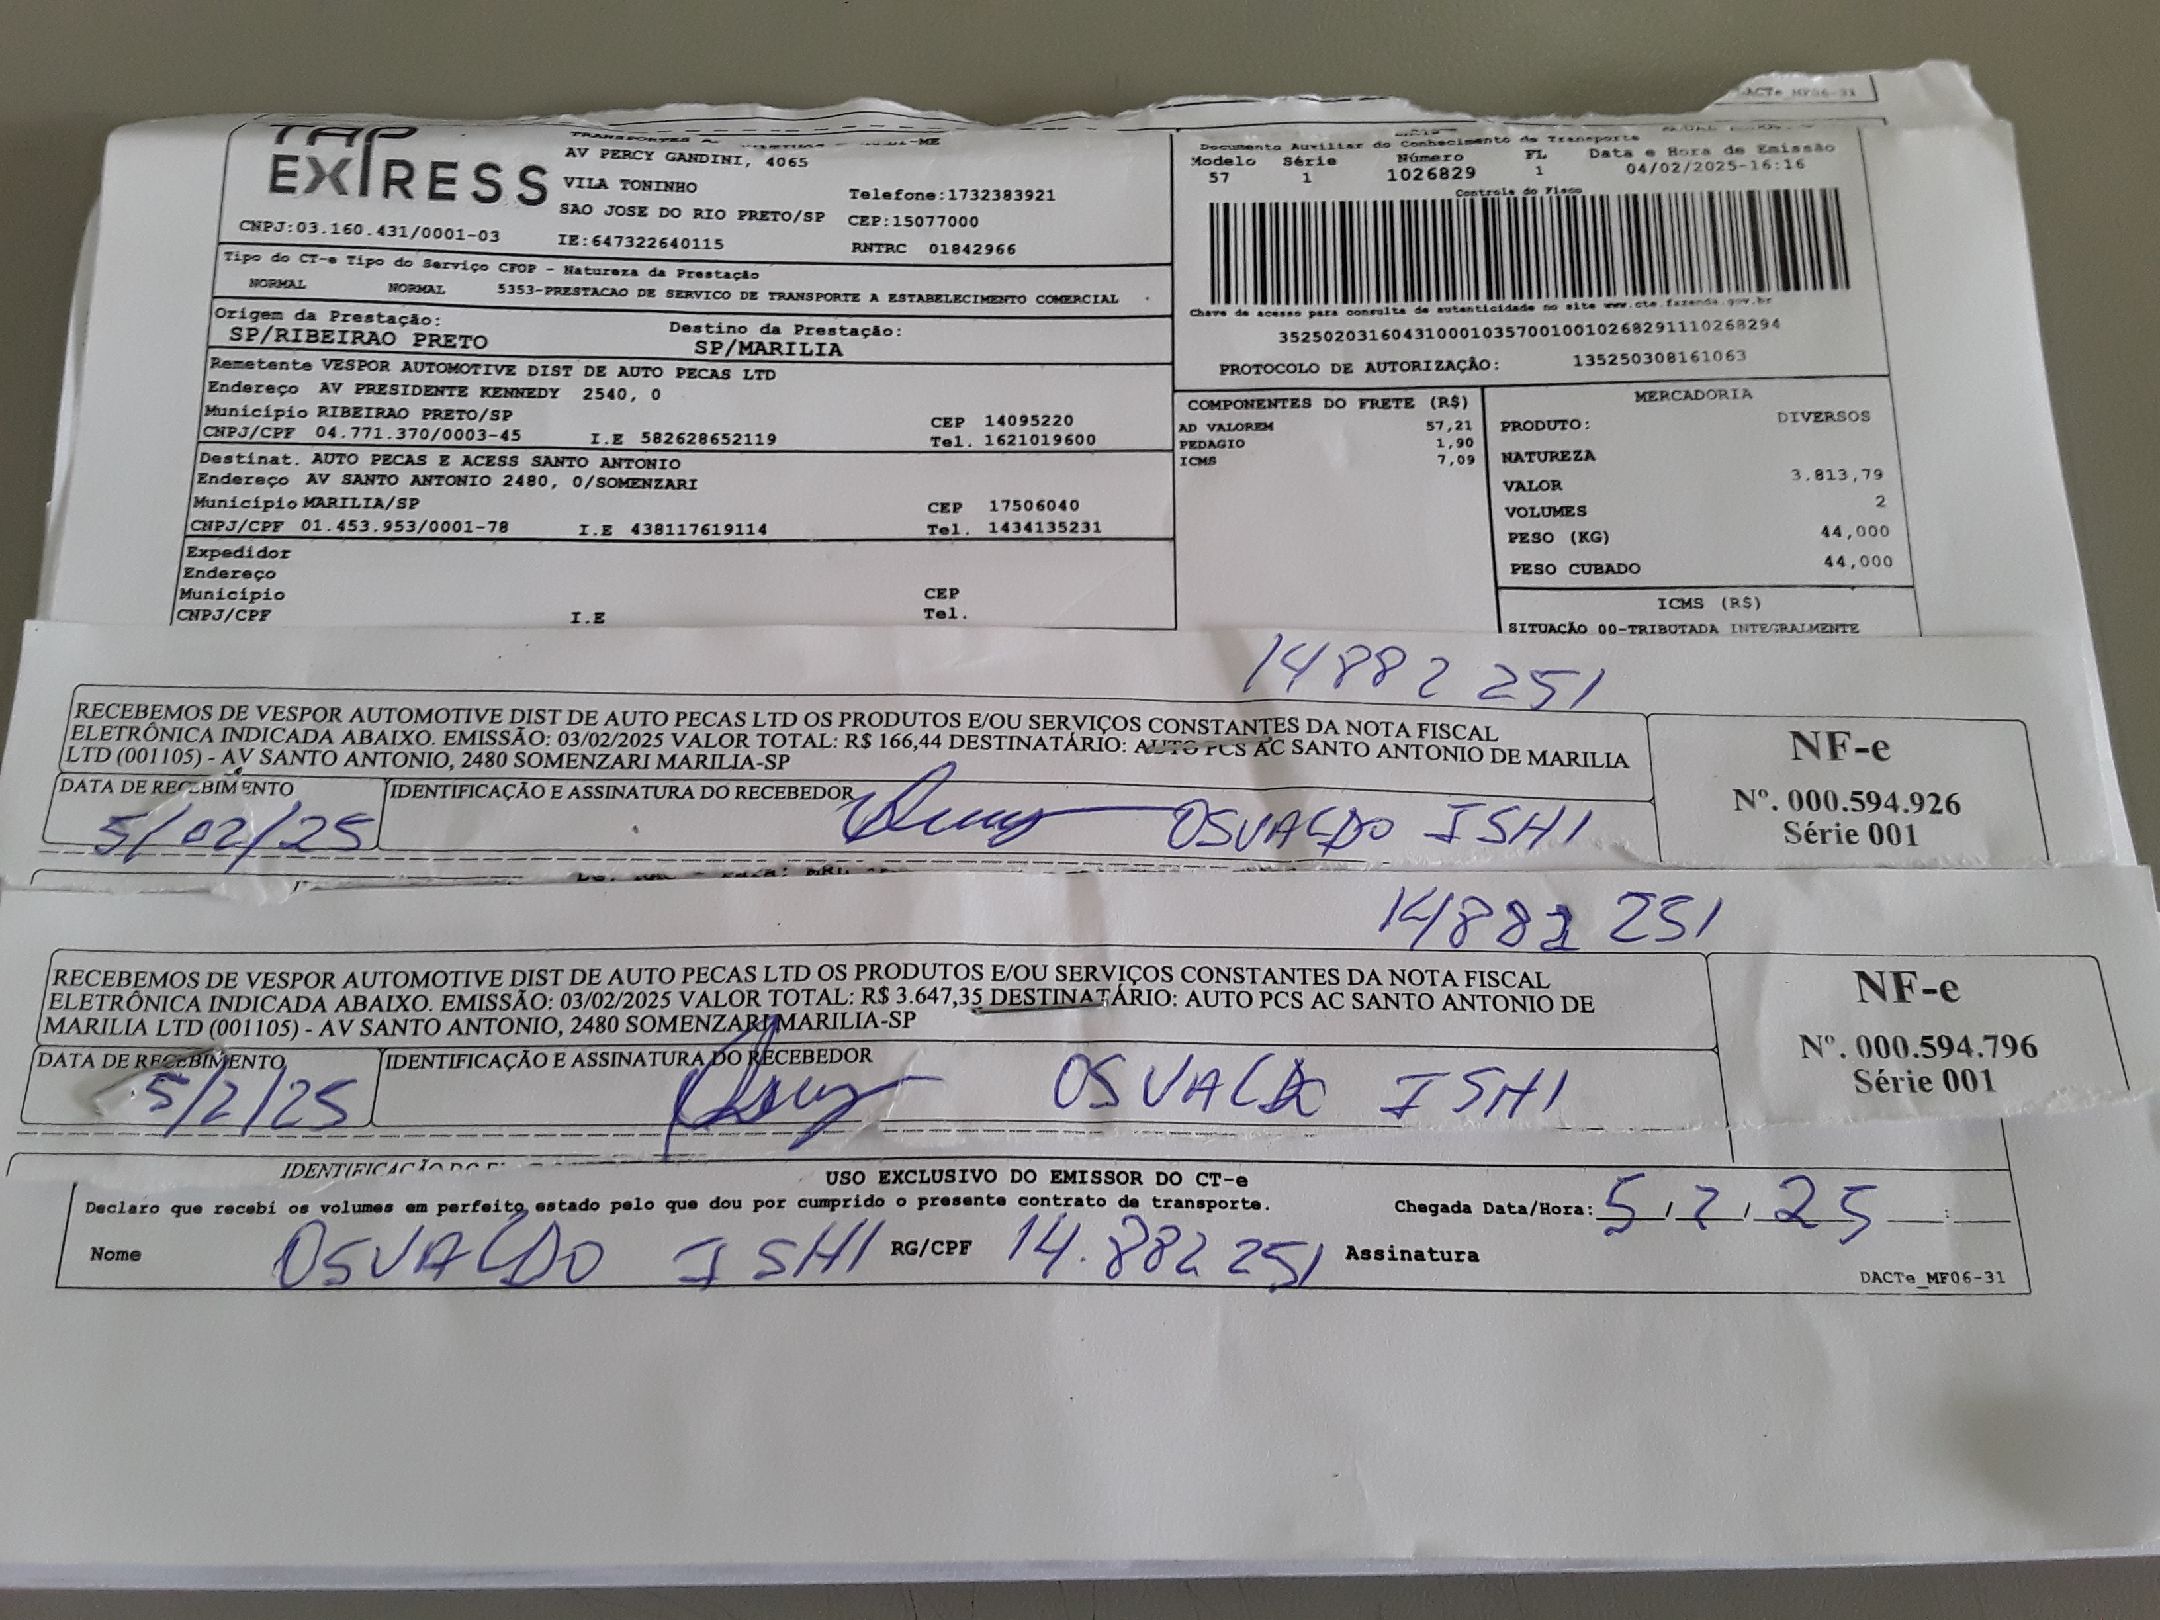 DACTe_MF06-31
TAP
EXPRESS
AV PERCY GANDINI, 4065
VILA TONINHO
SAO JOSE DO RIO PRETO/SP
Telefone:1732383921
CEP:15077000
CNPJ:03.160.431/0001-03 IE:647322640115 RNTRC 01842966
Tipo do CT-e Tipo do Serviço CFOP - Natureza da Prestação
NORMAL NORMAL 5353-PRESTACAO DE SERVICO DE TRANSPORTE A ESTABELECIMENTO COMERCIAL
Origem da Prestação: Destino da Prestação:
SP/RIBEIRAO PRETO SP/MARILIA
Remetente VESPOR AUTOMOTIVE DIST DE AUTO PECAS LTD
Endereço AV PRESIDENTE KENNEDY 2540, 0
Município RIBEIRAO PRETO/SP CEP 14095220
CNPJ/CPF 04.771.370/0003-45 I.E 582628652119 Tel. 1621019600
Destinat. AUTO PECAS E ACESS SANTO ANTONIO
Endereço AV SANTO ANTONIO 2480, 0/SOMENZARI
Município MARILIA/SP CEP 17506040
CNPJ/CPF 01.453.953/0001-78 I.E 438117619114 Tel. 1434135231
Expedidor
Endereço
Município CEP
CNPJ/CPF I.E Tel.
Documento Auxiliar do Conhecimento de Transporte
Modelo Série Número FL Data e Hora de Emissão
57 1 1026829 1 04/02/2025-16:16
Controle do Fisco
Chave de acesso para consulta de autenticidade no site www.cte.fazenda.gov.br
35250203160431000103570010010268291110268294
PROTOCOLO DE AUTORIZAÇÃO: 135250308161063
COMPONENTES DO FRETE (R$)
AD VALOREM 57,21
PEDAGIO 1,90
ICMS 7,09
MERCADORIA
PRODUTO: DIVERSOS
NATUREZA
VALOR 3.813,79
VOLUMES 2
PESO (KG) 44,000
PESO CUBADO 44,000
ICMS (R$)
SITUAÇÃO 00-TRIBUTADA INTEGRALMENTE
14882 251
RECEBEMOS DE VESPOR AUTOMOTIVE DIST DE AUTO PECAS LTD OS PRODUTOS E/OU SERVIÇOS CONSTANTES DA NOTA FISCAL
ELETRÔNICA INDICADA ABAIXO. EMISSÃO: 03/02/2025 VALOR TOTAL: R$ 166,44 DESTINATÁRIO: AUTO PCS AC SANTO ANTONIO DE MARILIA
LTD (001105) - AV SANTO ANTONIO, 2480 SOMENZARI MARILIA-SP
DATA DE RECEBIMENTO IDENTIFICAÇÃO E ASSINATURA DO RECEBEDOR
5/02/25 OSVALDO ISHI
NF-e
Nº. 000.594.926
Série 001
14882 251
RECEBEMOS DE VESPOR AUTOMOTIVE DIST DE AUTO PECAS LTD OS PRODUTOS E/OU SERVIÇOS CONSTANTES DA NOTA FISCAL
ELETRÔNICA INDICADA ABAIXO. EMISSÃO: 03/02/2025 VALOR TOTAL: R$ 3.647,35 DESTINATÁRIO: AUTO PCS AC SANTO ANTONIO DE
MARILIA LTD (001105) - AV SANTO ANTONIO, 2480 SOMENZARI MARILIA-SP
DATA DE RECEBIMENTO IDENTIFICAÇÃO E ASSINATURA DO RECEBEDOR
5/2/25 OSVALDO ISHI
NF-e
Nº. 000.594.796
Série 001
IDENTIFICAÇÃO DO
USO EXCLUSIVO DO EMISSOR DO CT-e
Declaro que recebi os volumes em perfeito estado pelo que dou por cumprido o presente contrato de transporte. Chegada Data/Hora: 5 / 2 / 25 :
Nome OSVALDO ISHI RG/CPF 14.882 251 Assinatura
DACTe_MF06-31